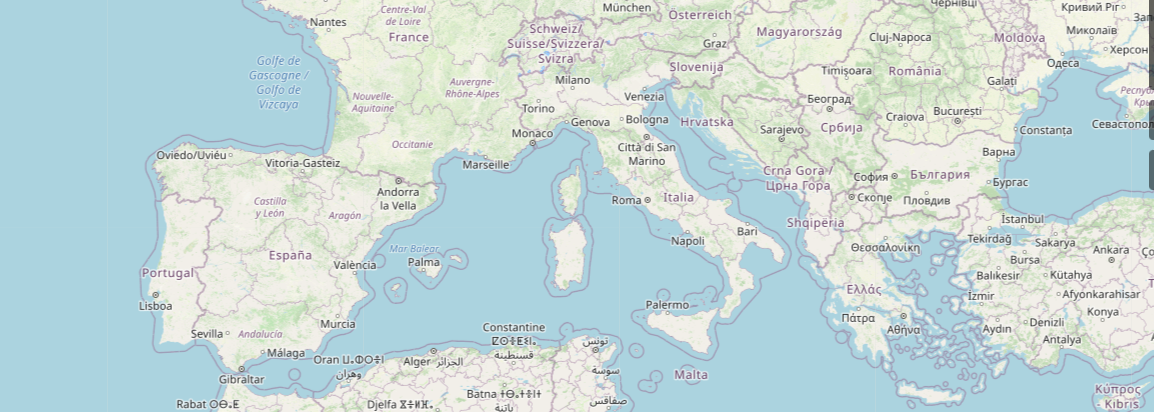 München
Чернівці
Кривий Ріг
Centre-Val
de Loire
Österreich
Nantes
France
Schweiz/
Suisse/Svizzera/
Svizra
Magyarország
Миколаїв
Graz
Cluj-Napoca
Moldova
Херсон
Golfe de
Gascogne /
Golfo de
Vizcaya
Slovenija
Одеса
Timișoara
România
Milano
Auvergne-
Rhône-Alpes
Galați
Nouvelle-
Aquitaine
Venezia
Београд
Torino
București
Genova
Bologna
Hrvatska
Craiova
Monaco
Sarajevo
Србија
Constanța
Севастополь
Occitanie
Città di San
Marino
Oviedo/Uviéu
Vitoria-Gasteiz
Marseille
Варна
Crna Gora /
Црна Гора
София
България
Бургас
Andorra
la Vella
Castilla
y León
Roma
Italia
Скопје
Пловдив
Aragón
İstanbul
Shqipëria
Bari
Napoli
Tekirdağ
Sakarya
Ankara
Θεσσαλονίκη
Mar Balear
España
Palma
València
Bursa
Portugal
Balıkesir
Kütahya
Ελλάς
İzmir
Afyonkarahisar
Lisboa
Palermo
Konya
Πάτρα
Αθήνα
Murcia
Aydın
Denizli
Sevilla
Andalucía
Constantine
ⵇⵙⴻⵏⵟⵉⵏⴰ
قسنطينة
تونس
Antalya
Málaga
Oran ⵡⴰⵀⵔⴰⵏ
وهران
Alger الجزائر
Gibraltar
سوسة
Malta
Κύπρος
- Kıbrıs
Rabat ⵔⴱⴰⵟ
Djelfa
Batna
باتنة
صفاقس